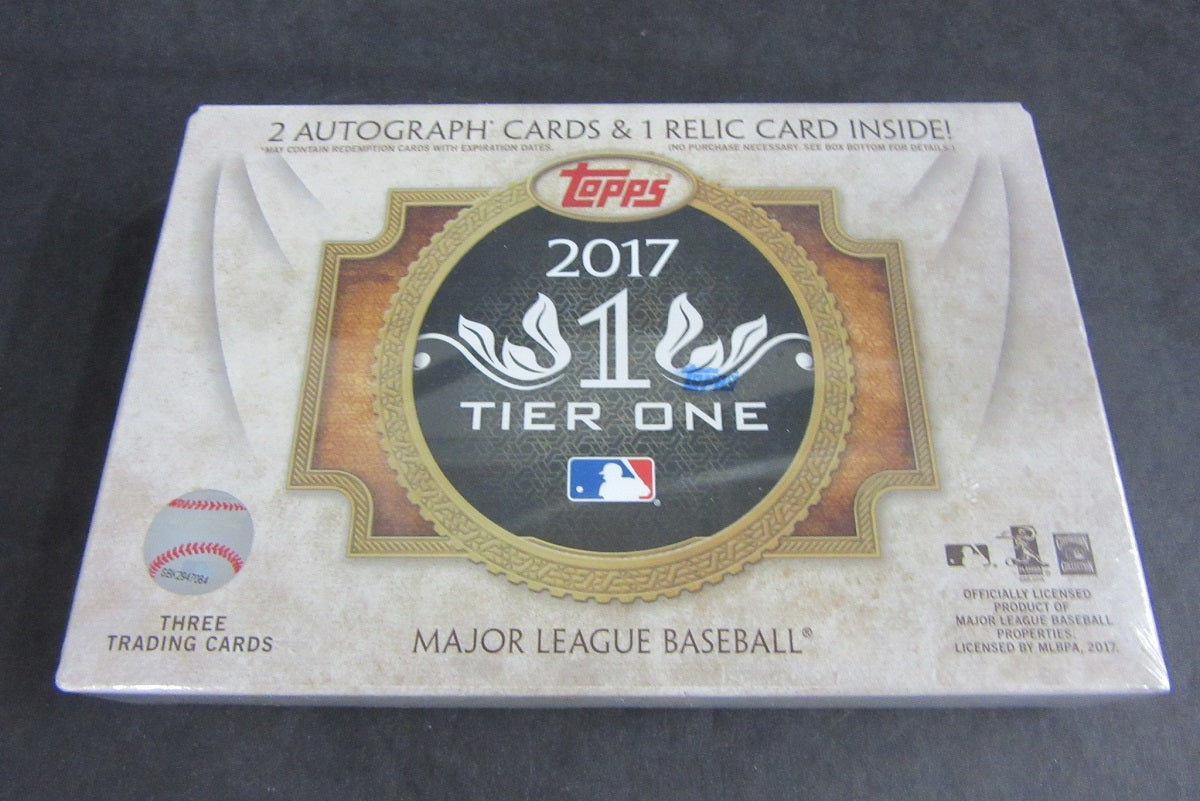 2 AUTOGRAPH* CARDS & 1 RELIC CARD INSIDE!
*MAY CONTAIN REDEMPTION CARDS WITH EXPIRATION DATES. (NO PURCHASE NECESSARY. SEE BOX BOTTOM FOR DETAILS.)
Topps
2017
1
TIER ONE
THREE
TRADING CARDS
MAJOR LEAGUE BASEBALL®
OFFICIALLY LICENSED
PRODUCT OF
MAJOR LEAGUE BASEBALL
PROPERTIES.
LICENSED BY MLBPA, 2017.